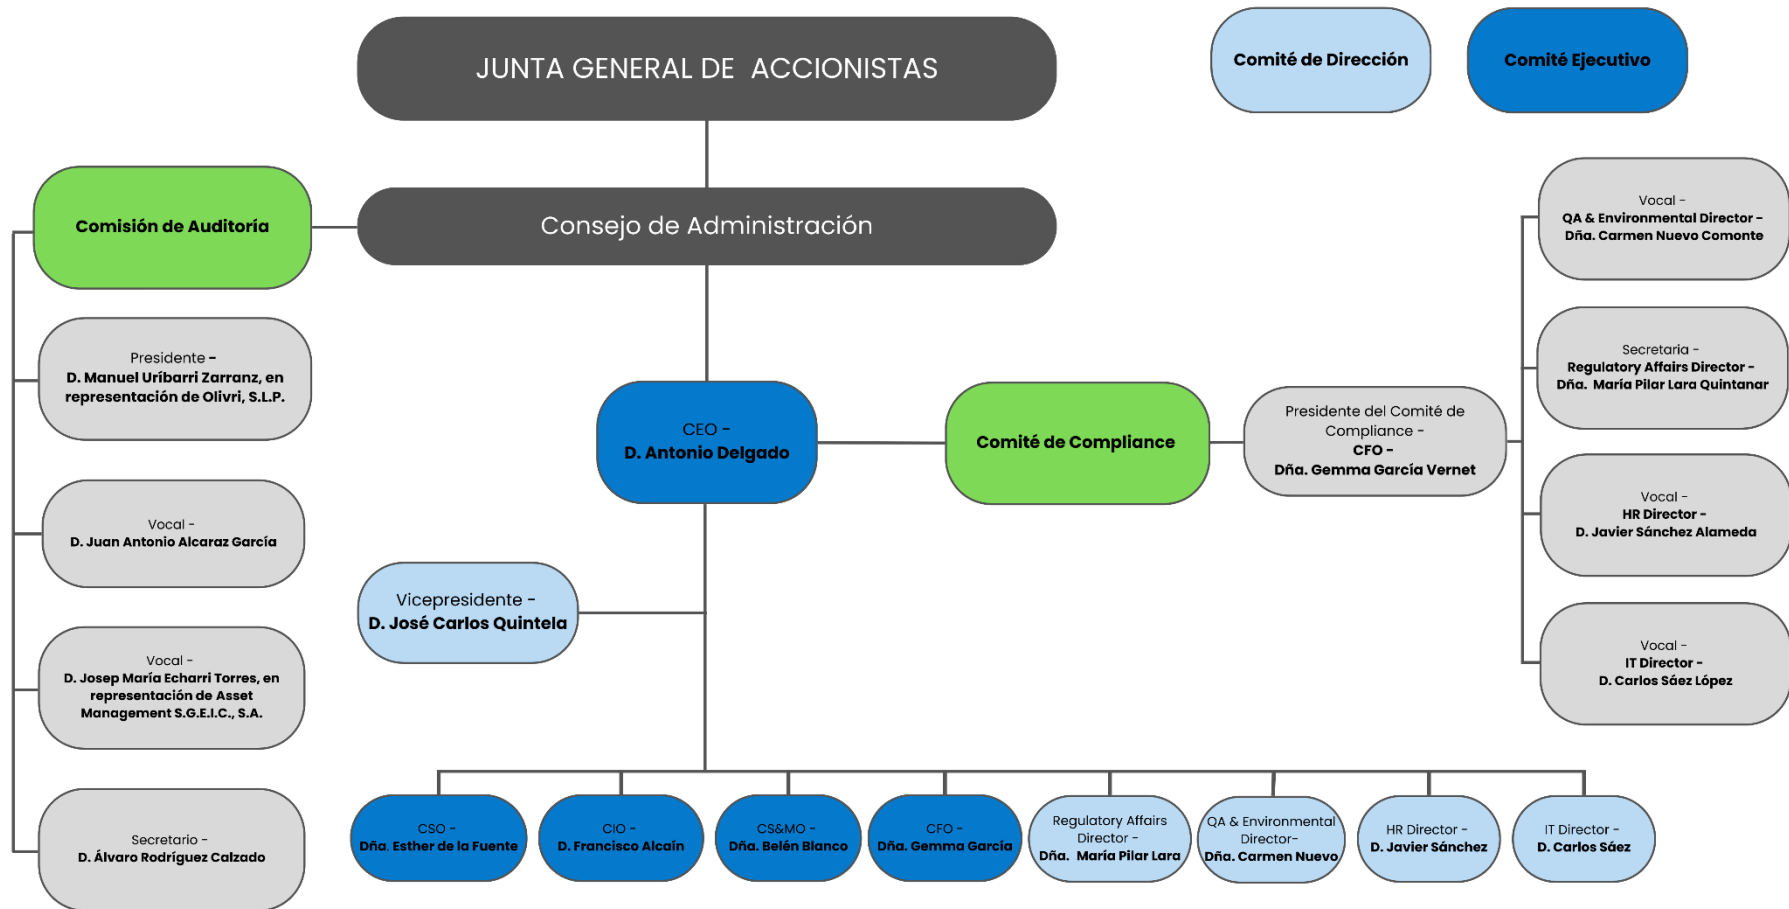 JUNTA GENERAL DE ACCIONISTAS
Comité de Dirección
Comité Ejecutivo
Comisión de Auditoría
Consejo de Administración
Presidente -
D. Manuel Uríbarri Zarranz, en
representación de Olivri, S.L.P.
Vocal -
D. Juan Antonio Alcaraz García
Vocal -
D. Josep María Echarri Torres, en
representación de Asset
Management S.G.E.I.C., S.A.
Secretario -
D. Álvaro Rodríguez Calzado
CEO -
D. Antonio Delgado
Comité de Compliance
Presidente del Comité de
Compliance -
CFO -
Dña. Gemma García Vernet
Vocal -
QA & Environmental Director -
Dña. Carmen Nuevo Comonte
Secretaria -
Regulatory Affairs Director -
Dña. María Pilar Lara Quintanar
Vocal -
HR Director -
D. Javier Sánchez Alameda
Vocal -
IT Director -
D. Carlos Sáez López
Vicepresidente -
D. José Carlos Quintela
CSO -
Dña. Esther de la Fuente
CIO -
D. Francisco Alcaín
CS&MO -
Dña. Belén Blanco
CFO -
Dña. Gemma García
Regulatory Affairs
Director -
Dña. María Pilar Lara
QA & Environmental
Director-
Dña. Carmen Nuevo
HR Director -
D. Javier Sánchez
IT Director -
D. Carlos Sáez